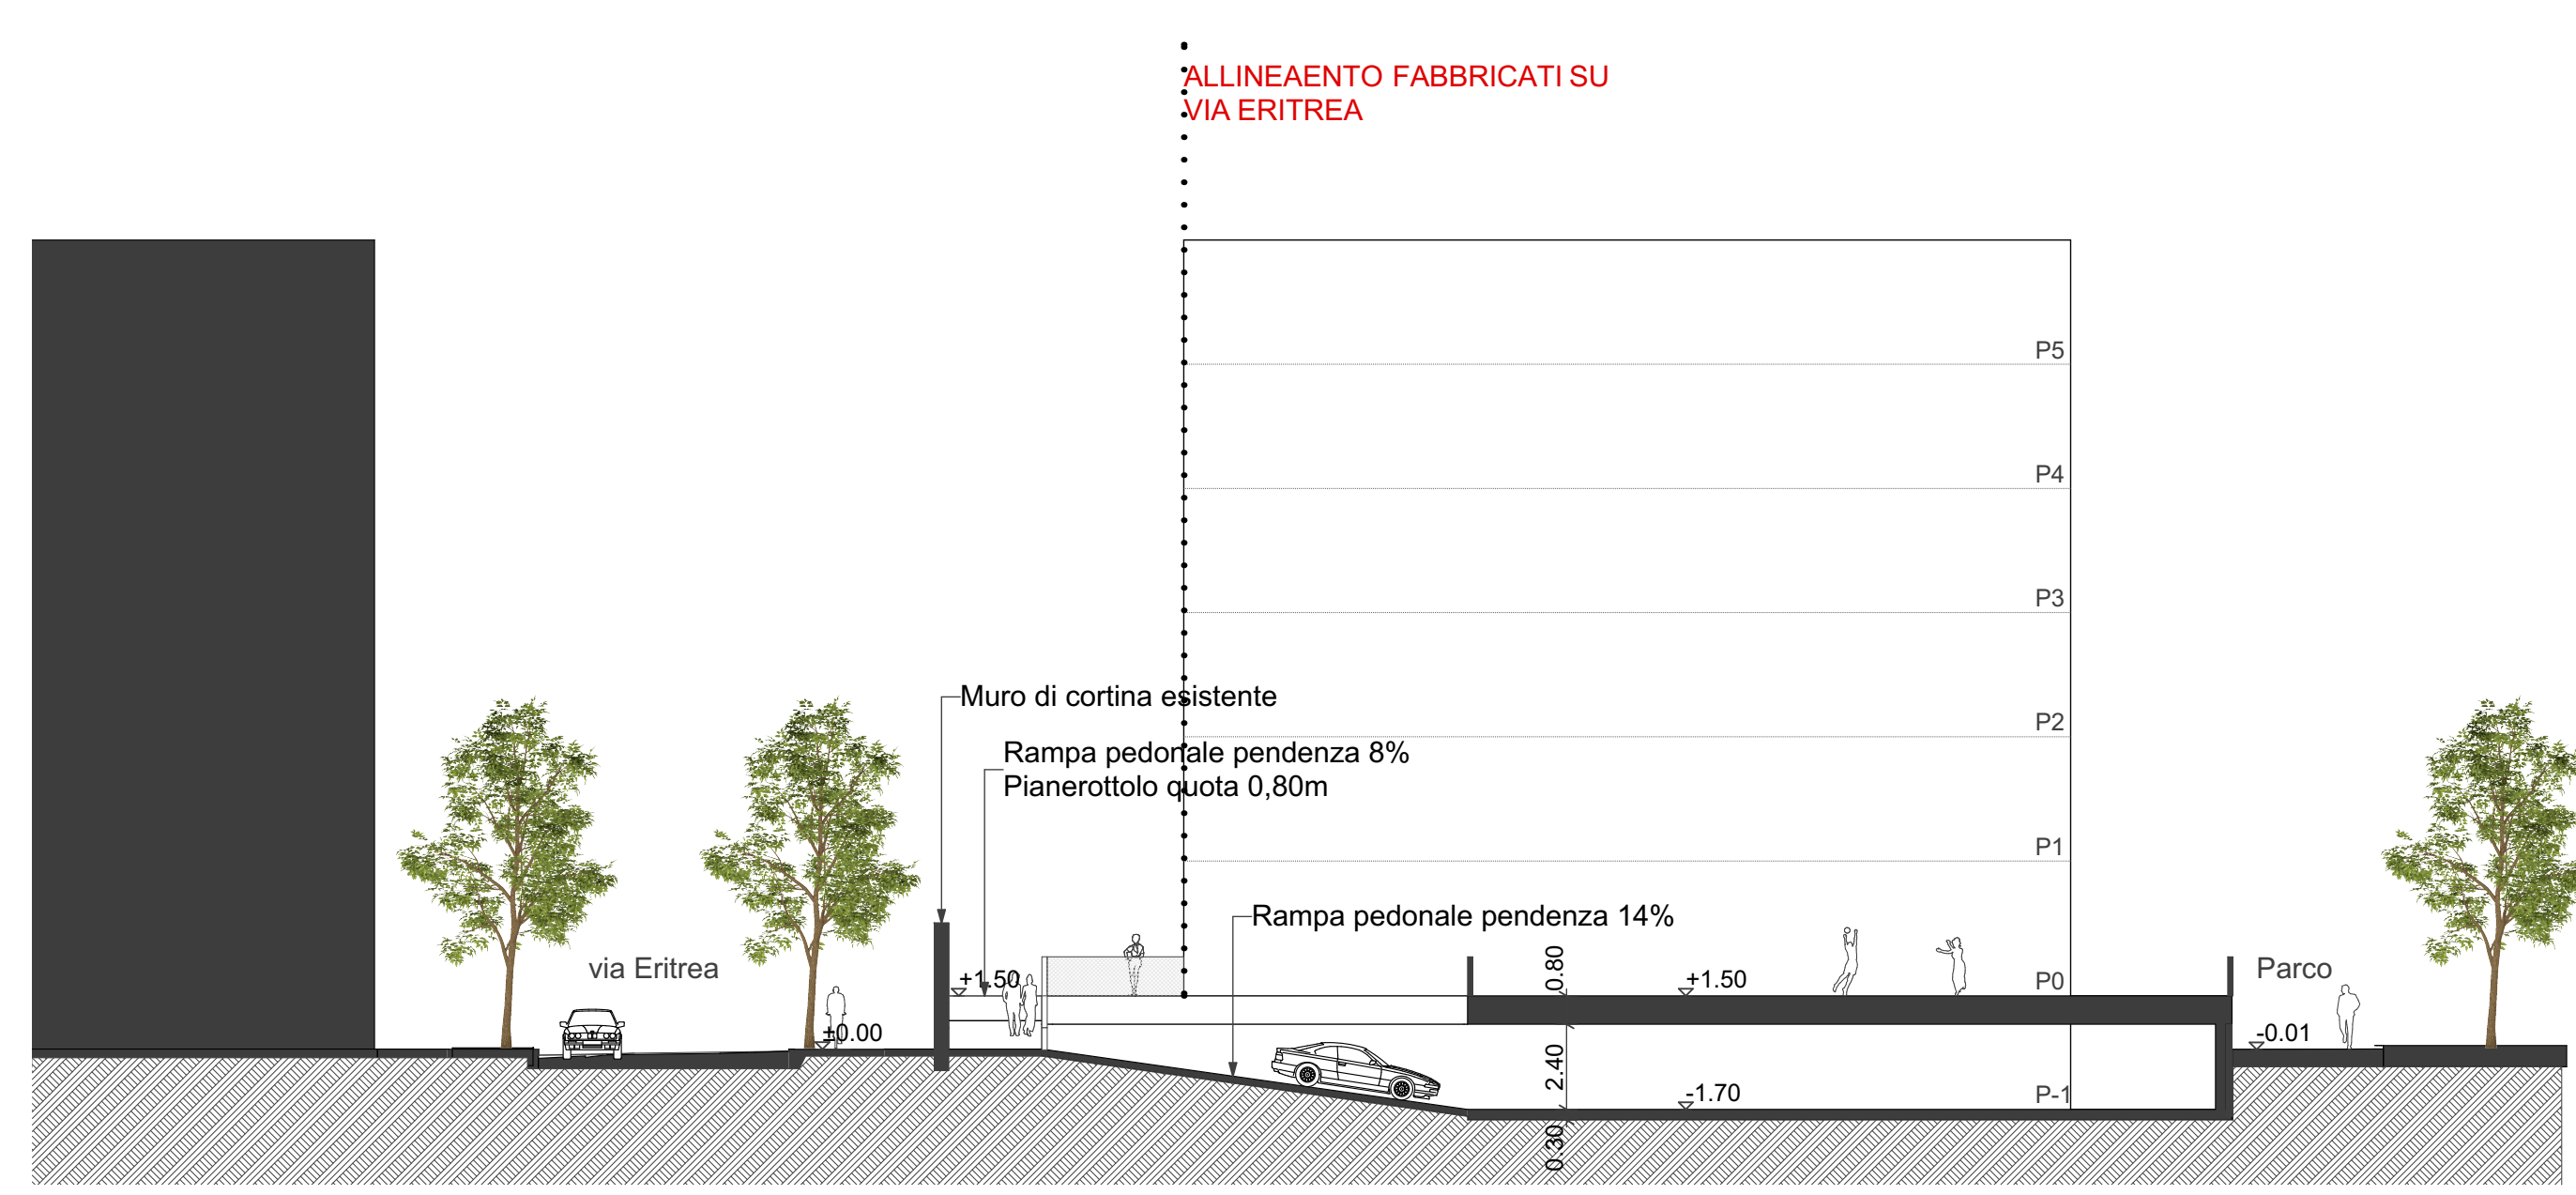 ALLINEAENTO FABBRICATI SU
VIA ERITREA
P5
P4
P3
P2
P1
P0
P-1
Muro di cortina esistente
Rampa pedonale pendenza 8%
Pianerottolo quota 0,80m
Rampa pedonale pendenza 14%
via Eritrea
±0.00
+1.50
0.80
+1.50
Parco
-0.01
2.40
-1.70
0.30